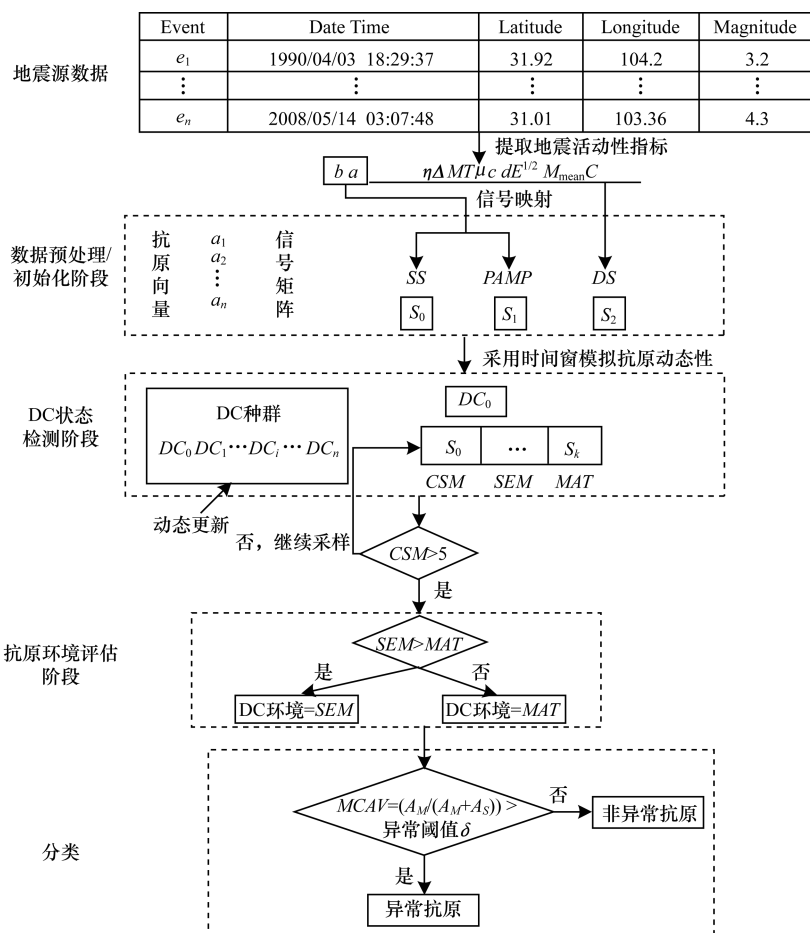 Event Date Time Latitude Longitude Magnitude
地震源数据
e1 1990/04/03 18:29:37 31.92 104.2 3.2
⋮ ⋮ ⋮ ⋮ ⋮
en 2008/05/14 03:07:48 31.01 103.36 4.3
提取地震活动性指标
b a ηΔMTμc dE^1/2 MmeanC
信号映射
数据预处理/
初始化阶段
抗原向量
a1
a2
⋮
an
信号矩阵
SS PAMP DS
S0 S1 S2
采用时间窗模拟抗原动态性
DC状态
检测阶段
DC种群
DC0 DC1…DCi… DCn
DC0
S0 … Sk
CSM SEM MAT
动态更新
否，继续采样
CSM>5
是
抗原环境评估
阶段
SEM>MAT
是 否
DC环境=SEM DC环境=MAT
分类
MCAV=(AM/(AM+AS)) >
异常阈值δ
否
非异常抗原
是
异常抗原